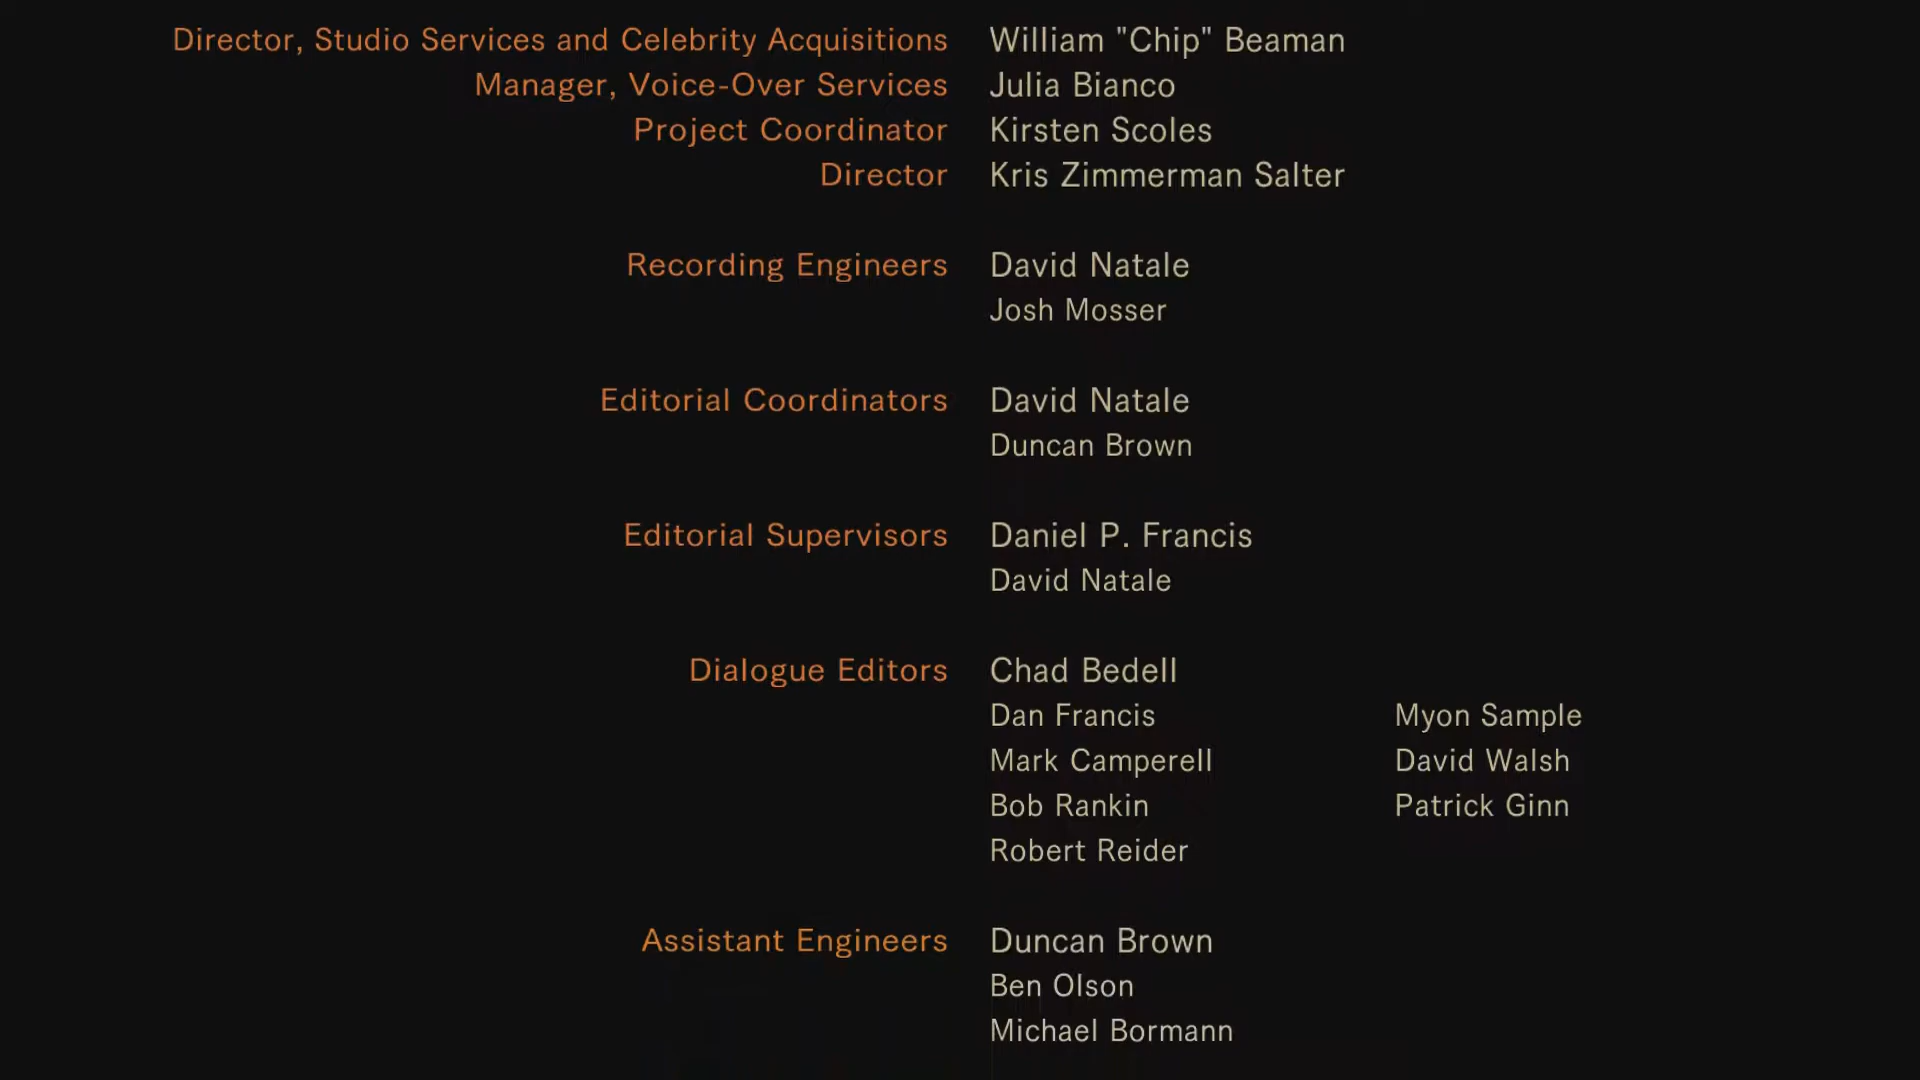 Director, Studio Services and Celebrity Acquisitions William "Chip" Beaman
Manager, Voice-Over Services Julia Bianco
Project Coordinator Kirsten Scoles
Director Kris Zimmerman Salter
Recording Engineers David Natale
Josh Mosser
Editorial Coordinators David Natale
Duncan Brown
Editorial Supervisors Daniel P. Francis
David Natale
Dialogue Editors Chad Bedell
Dan Francis Myon Sample
Mark Camperell David Walsh
Bob Rankin Patrick Ginn
Robert Reider
Assistant Engineers Duncan Brown
Ben Olson
Michael Bormann